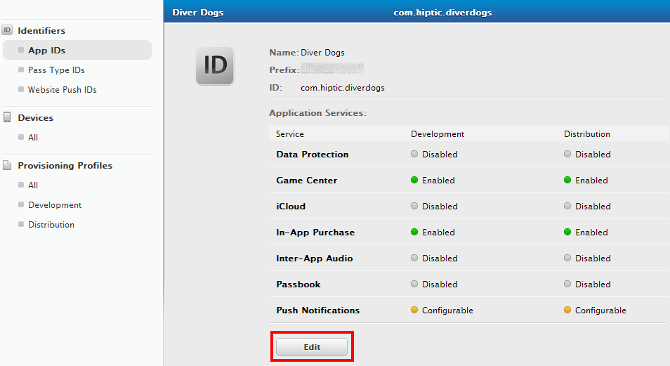 Diver Dogs com.hiptic.diverdogs
ID Identifiers
App IDs
Pass Type IDs
Website Push IDs
Devices
All
Provisioning Profiles
All
Development
Distribution
ID
Name: Diver Dogs
Prefix:
ID: com.hiptic.diverdogs
Application Services:
Service Development Distribution
Data Protection Disabled Disabled
Game Center Enabled Enabled
iCloud Disabled Disabled
In-App Purchase Enabled Enabled
Inter-App Audio Disabled Disabled
Passbook Disabled Disabled
Push Notifications Configurable Configurable
Edit